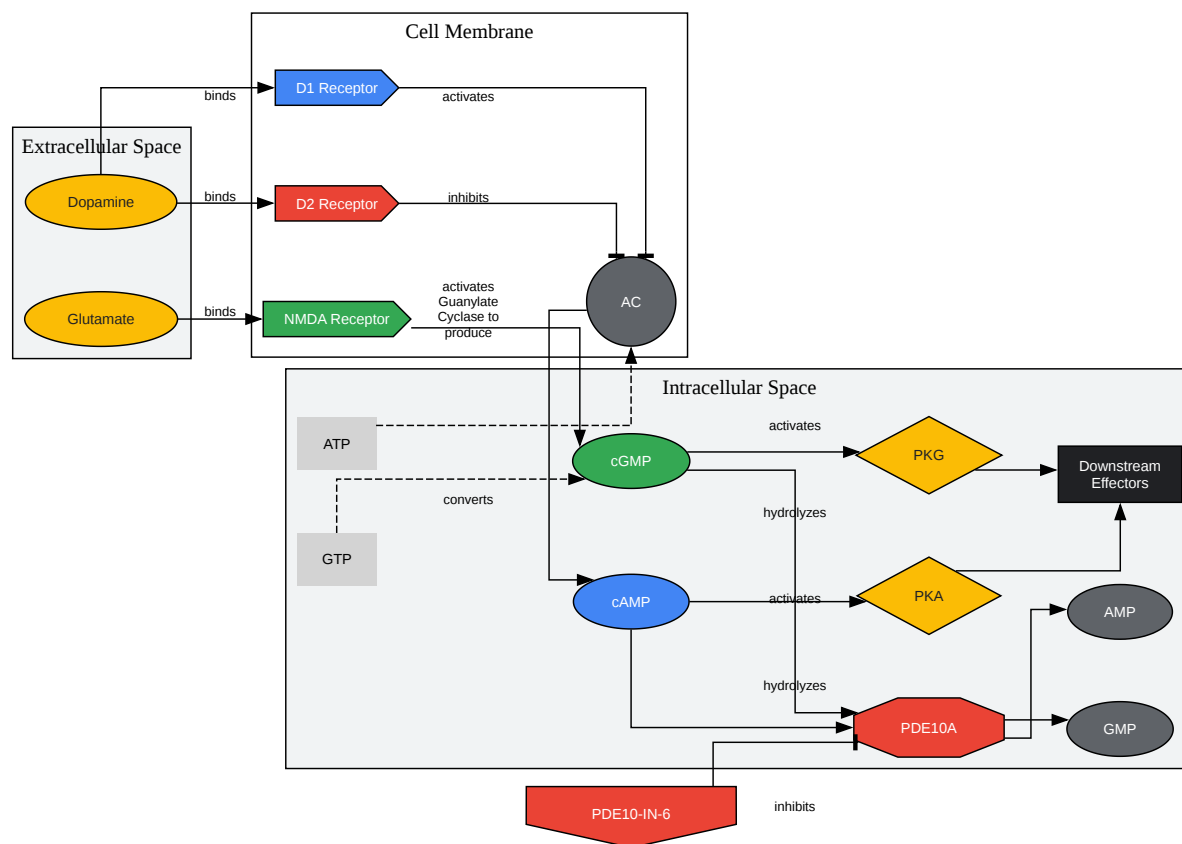 Cell Membrane
D1 Receptor
binds
activates
Extracellular Space
Dopamine
binds
D2 Receptor
inhibits
Glutamate
binds
NMDA Receptor
activates
Guanylate
Cyclase to
produce
AC
Intracellular Space
ATP
cGMP
activates
PKG
Downstream
Effectors
converts
hydrolyzes
GTP
cAMP
activates
PKA
AMP
hydrolyzes
PDE10A
GMP
PDE10-IN-6
inhibits